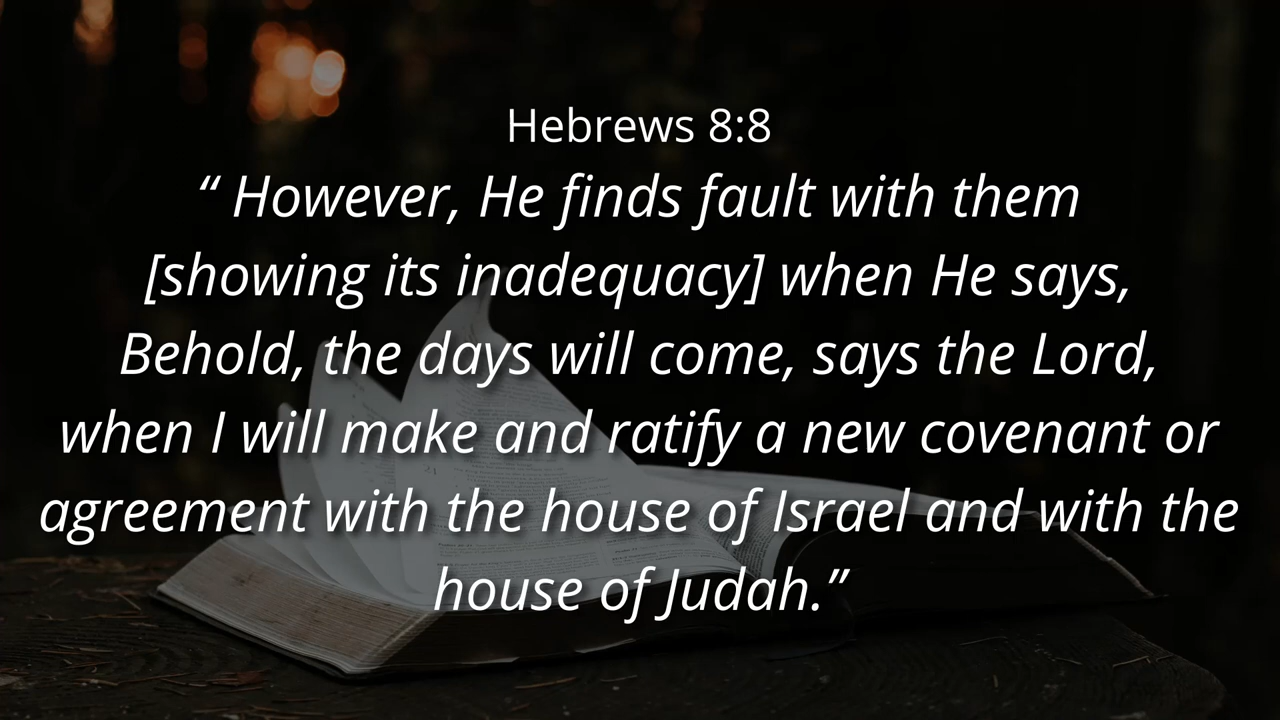 Hebrews 8:8
“ However, He finds fault with them
[showing its inadequacy] when He says,
Behold, the days will come, says the Lord,
when I will make and ratify a new covenant or
agreement with the house of Israel and with the
house of Judah.”